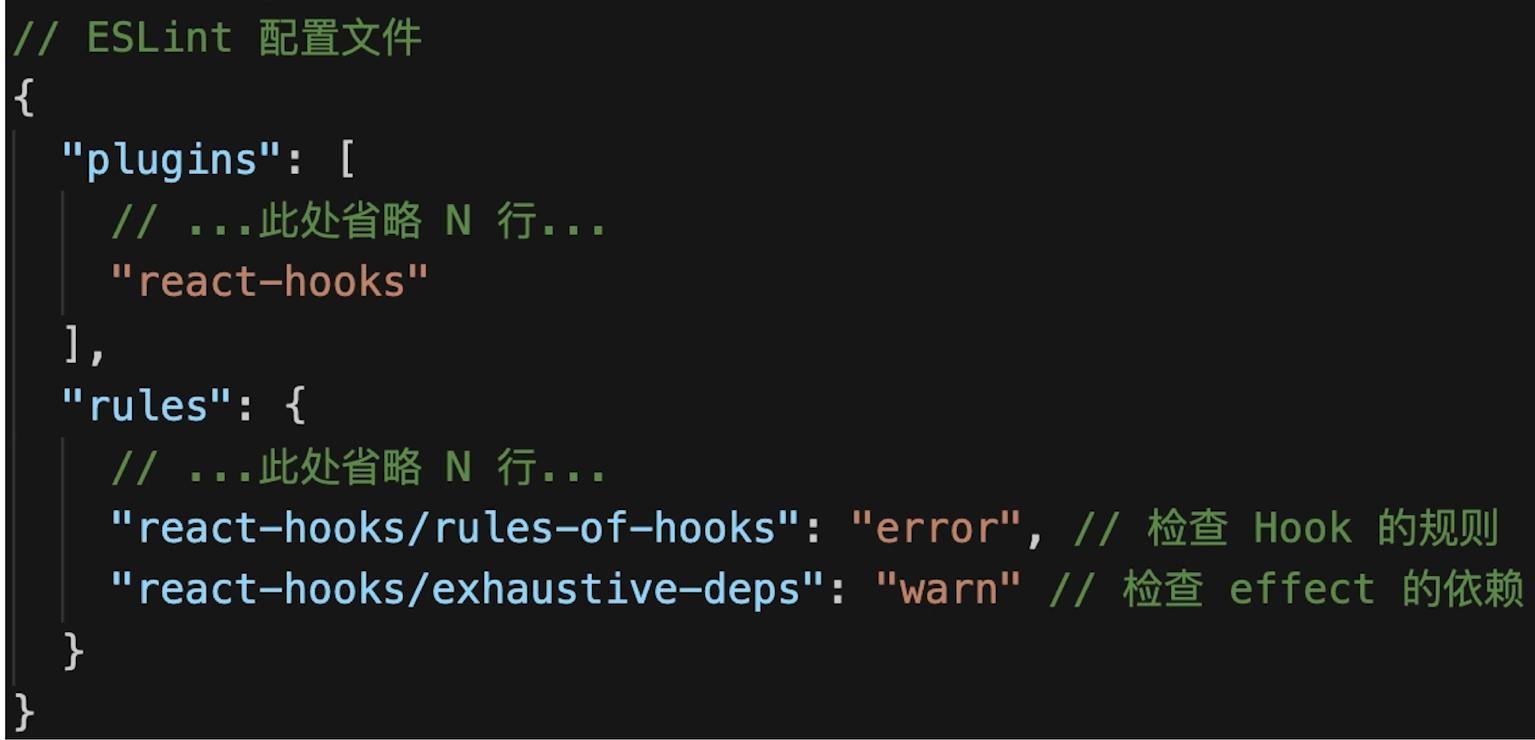 // ESLint 配置文件
{
  "plugins": [
    // ...此处省略 N 行...
    "react-hooks"
  ],
  "rules": {
    // ...此处省略 N 行...
    "react-hooks/rules-of-hooks": "error", // 检查 Hook 的规则
    "react-hooks/exhaustive-deps": "warn" // 检查 effect 的依赖
  }
}